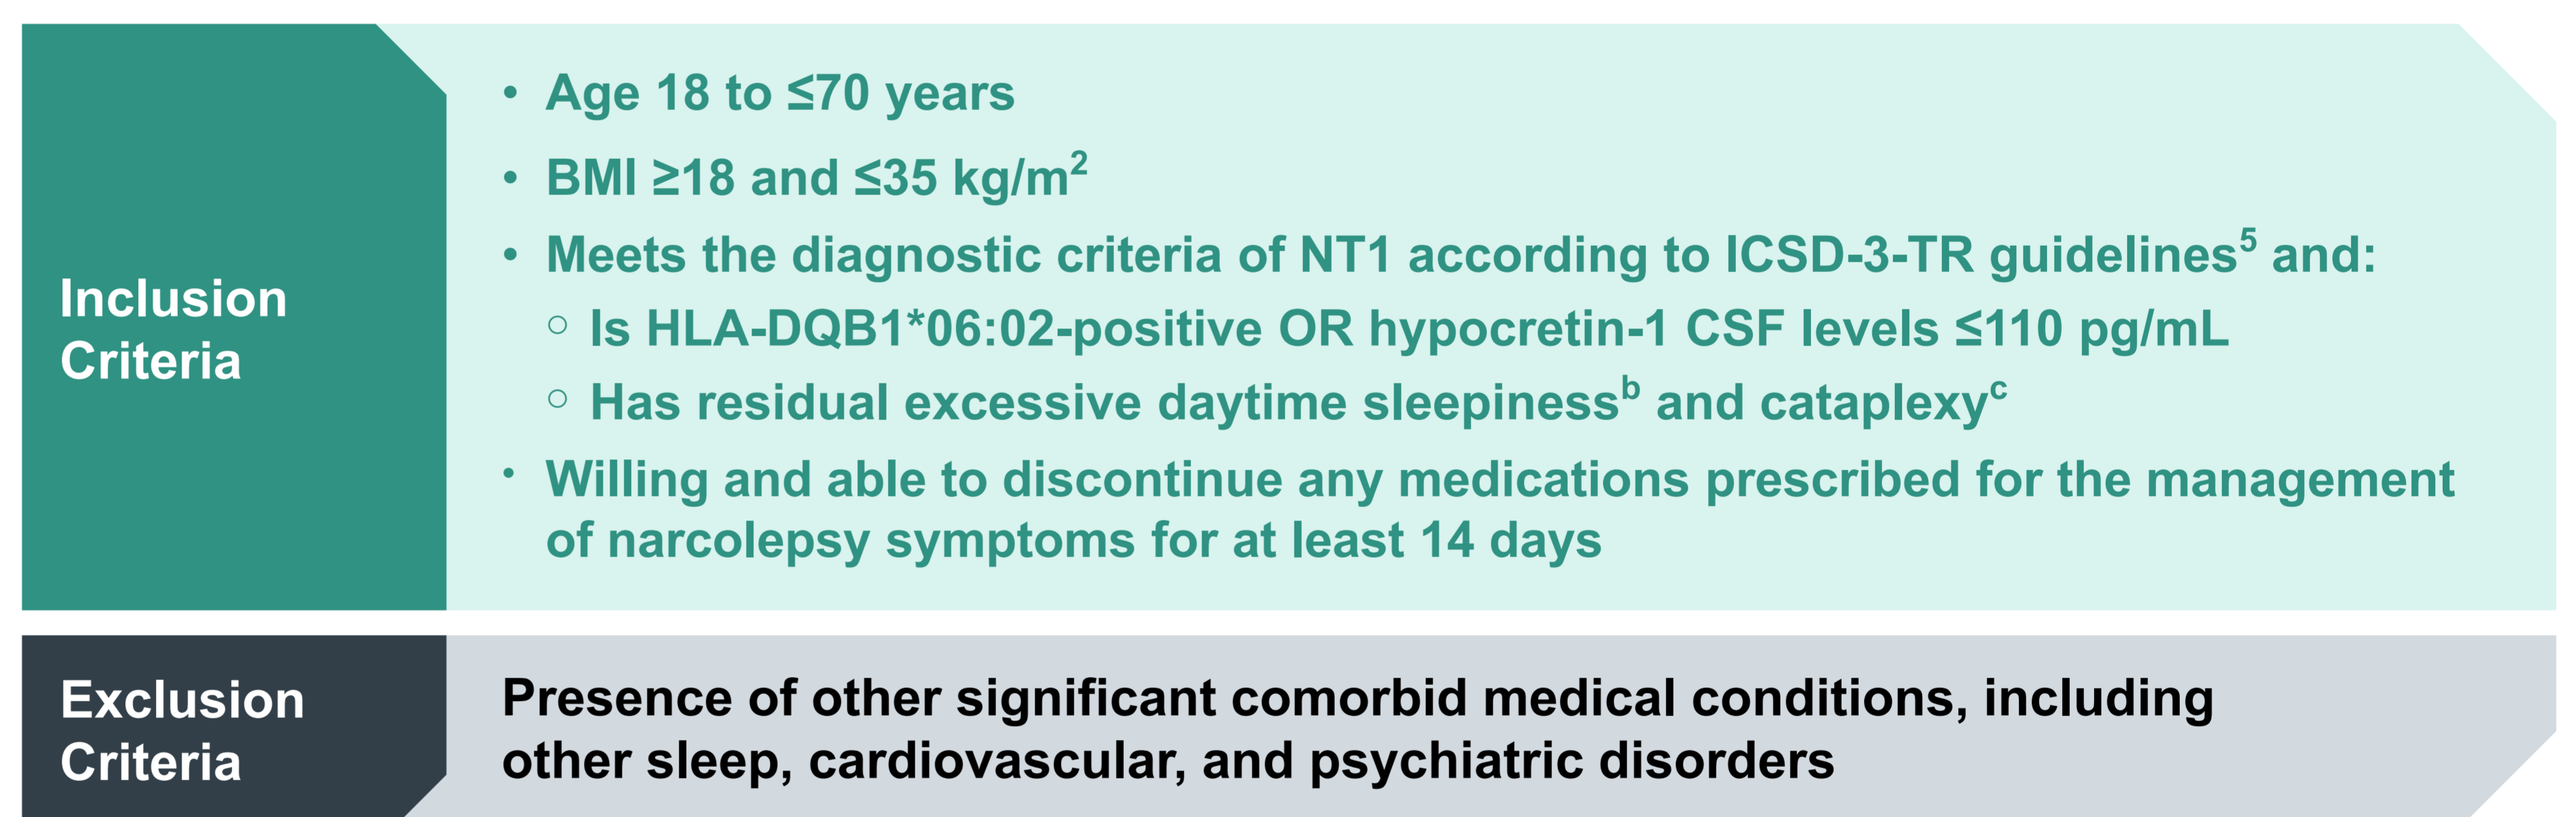 Inclusion
Criteria
• Age 18 to ≤70 years
• BMI ≥18 and ≤35 kg/m²
• Meets the diagnostic criteria of NT1 according to ICSD-3-TR guidelines⁵ and:
○ Is HLA-DQB1*06:02-positive OR hypocretin-1 CSF levels ≤110 pg/mL
○ Has residual excessive daytime sleepinessᵇ and cataplexyᶜ
• Willing and able to discontinue any medications prescribed for the management
of narcolepsy symptoms for at least 14 days
Exclusion
Criteria
Presence of other significant comorbid medical conditions, including
other sleep, cardiovascular, and psychiatric disorders